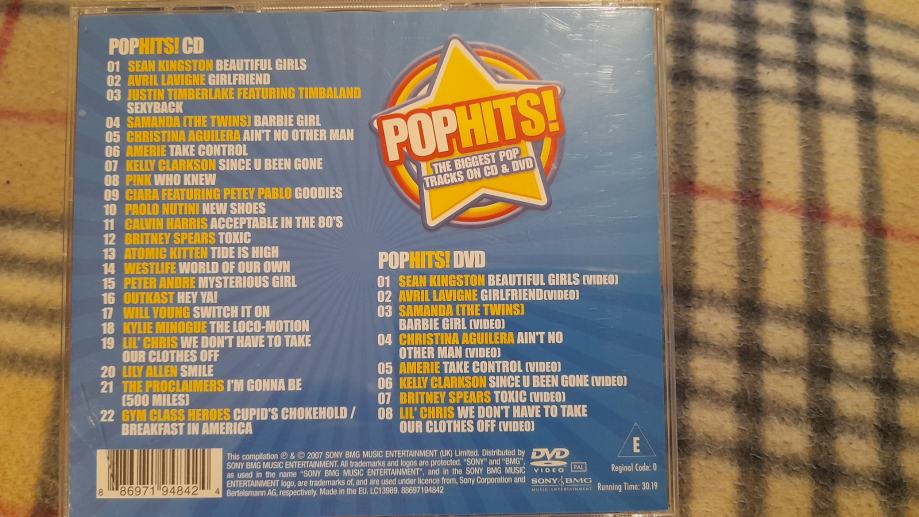 POPHITS! CD
01 SEAN KINGSTON BEAUTIFUL GIRLS
02 AVRIL LAVIGNE GIRLFRIEND
03 JUSTIN TIMBERLAKE FEATURING TIMBALAND
SEXYBACK
04 SAMANDA (THE TWINS) BARBIE GIRL
05 CHRISTINA AGUILERA AIN'T NO OTHER MAN
06 AMERIE TAKE CONTROL
07 KELLY CLARKSON SINCE U BEEN GONE
08 P!NK WHO KNEW
09 CIARA FEATURING PETEY PABLO GOODIES
10 PAOLO NUTINI NEW SHOES
11 CALVIN HARRIS ACCEPTABLE IN THE 80'S
12 BRITNEY SPEARS TOXIC
13 ATOMIC KITTEN TIDE IS HIGH
14 WESTLIFE WORLD OF OUR OWN
15 PETER ANDRE MYSTERIOUS GIRL
16 OUTKAST HEY YA!
17 WILL YOUNG SWITCH IT ON
18 KYLIE MINOGUE THE LOCO-MOTION
19 LIL' CHRIS WE DON'T HAVE TO TAKE
OUR CLOTHES OFF
20 LILY ALLEN SMILE
21 THE PROCLAIMERS I'M GONNA BE
(500 MILES)
22 GYM CLASS HEROES CUPID'S CHOKEHOLD /
BREAKFAST IN AMERICA
POPHITS!
THE BIGGEST POP
TRACKS ON CD & DVD
POPHITS! DVD
01 SEAN KINGSTON BEAUTIFUL GIRLS (VIDEO)
02 AVRIL LAVIGNE GIRLFRIEND(VIDEO)
03 SAMANDA (THE TWINS)
BARBIE GIRL (VIDEO)
04 CHRISTINA AGUILERA AIN'T NO
OTHER MAN (VIDEO)
05 AMERIE TAKE CONTROL (VIDEO)
06 KELLY CLARKSON SINCE U BEEN GONE (VIDEO)
07 BRITNEY SPEARS TOXIC (VIDEO)
08 LIL' CHRIS WE DON'T HAVE TO TAKE
OUR CLOTHES OFF (VIDEO)
8 86971 94842 4
This compilation ℗ & © 2007 SONY BMG MUSIC ENTERTAINMENT (UK) Limited. Distributed by
SONY BMG MUSIC ENTERTAINMENT. All trademarks and logos are protected. "SONY" and "BMG",
as used in the name "SONY BMG MUSIC ENTERTAINMENT", and in the SONY BMG MUSIC
ENTERTAINMENT logo, are trademarks of, and are used under licence from, Sony Corporation and
Bertelsmann AG, respectively. Made in the EU. LC13989. 88697194842
DVD
VIDEO
PAL
SONY BMG
MUSIC ENTERTAINMENT
E
Reginal Code: 0
Running Time: 30.19